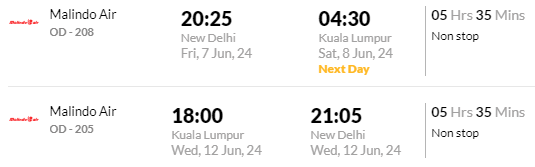 Malindo Air
OD - 208
20:25
New Delhi
Fri, 7 Jun, 24
04:30
Kuala Lumpur
Sat, 8 Jun, 24
Next Day
05 Hrs 35 Mins
Non stop
Malindo Air
OD - 205
18:00
Kuala Lumpur
Wed, 12 Jun, 24
21:05
New Delhi
Wed, 12 Jun, 24
05 Hrs 35 Mins
Non stop